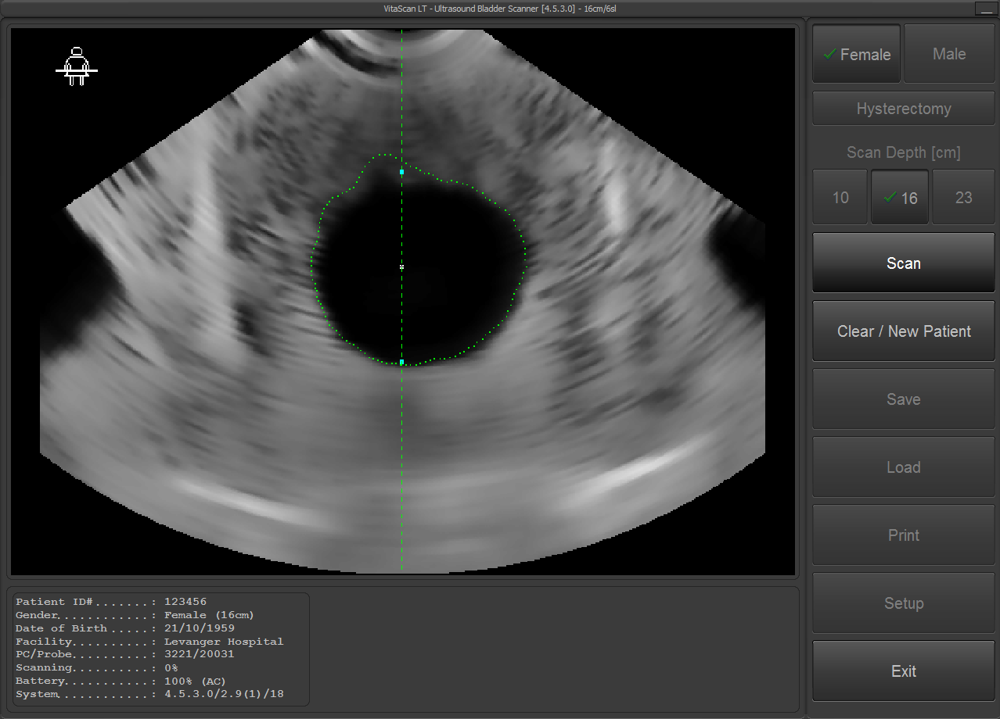 VitaScan LT - Ultrasound Bladder Scanner [4.5.3.0] - 16cm/6sl
Female
Male
Hysterectomy
Scan Depth [cm]
10
16
23
Scan
Clear / New Patient
Save
Load
Print
Setup
Exit
Patient ID#.......: 123456
Gender............: Female (16cm)
Date of Birth.....: 21/10/1959
Facility..........: Levanger Hospital
PC/Probe..........: 3221/20031
Scanning..........: 0%
Battery...........: 100% (AC)
System............: 4.5.3.0/2.9(1)/18